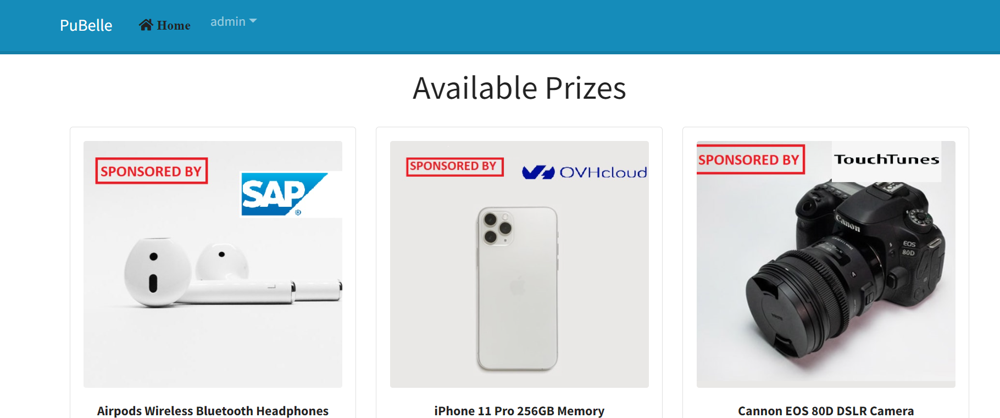 PuBelle
Home
admin
Available Prizes
SPONSORED BY
SAP
®
SPONSORED BY
OVHcloud
SPONSORED BY
TouchTunes
Canon
EOS
80D
A
Airpods Wireless Bluetooth Headphones
iPhone 11 Pro 256GB Memory
Cannon EOS 80D DSLR Camera